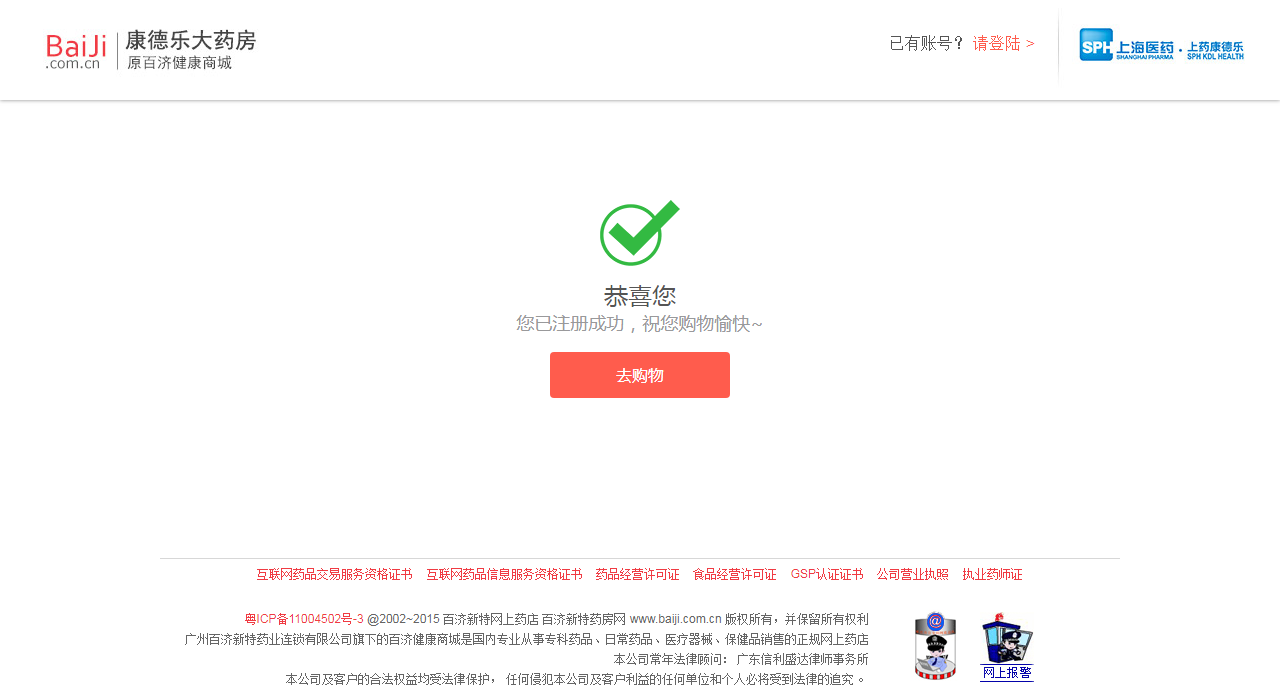 BaiJi
.com.cn
康德乐大药房
原百济健康商城
已有账号？ 请登陆 >
SPH 上海医药 · 上药康德乐
SHANGHAI PHARMA SPH KDL HEALTH
恭喜您
您已注册成功，祝您购物愉快~
去购物
互联网药品交易服务资格证书 互联网药品信息服务资格证书 药品经营许可证 食品经营许可证 GSP认证证书 公司营业执照 执业药师证
粤ICP备11004502号-3 @2002~2015 百济新特网上药店 百济新特药房网 www.baiji.com.cn 版权所有，并保留所有权利
广州百济新特药业连锁有限公司旗下的百济健康商城是国内专业从事专科药品、日常药品、医疗器械、保健品销售的正规网上药店
本公司常年法律顾问： 广东信利盛达律师事务所
本公司及客户的合法权益均受法律保护， 任何侵犯本公司及客户利益的任何单位和个人必将受到法律的追究 。
@
网上报警